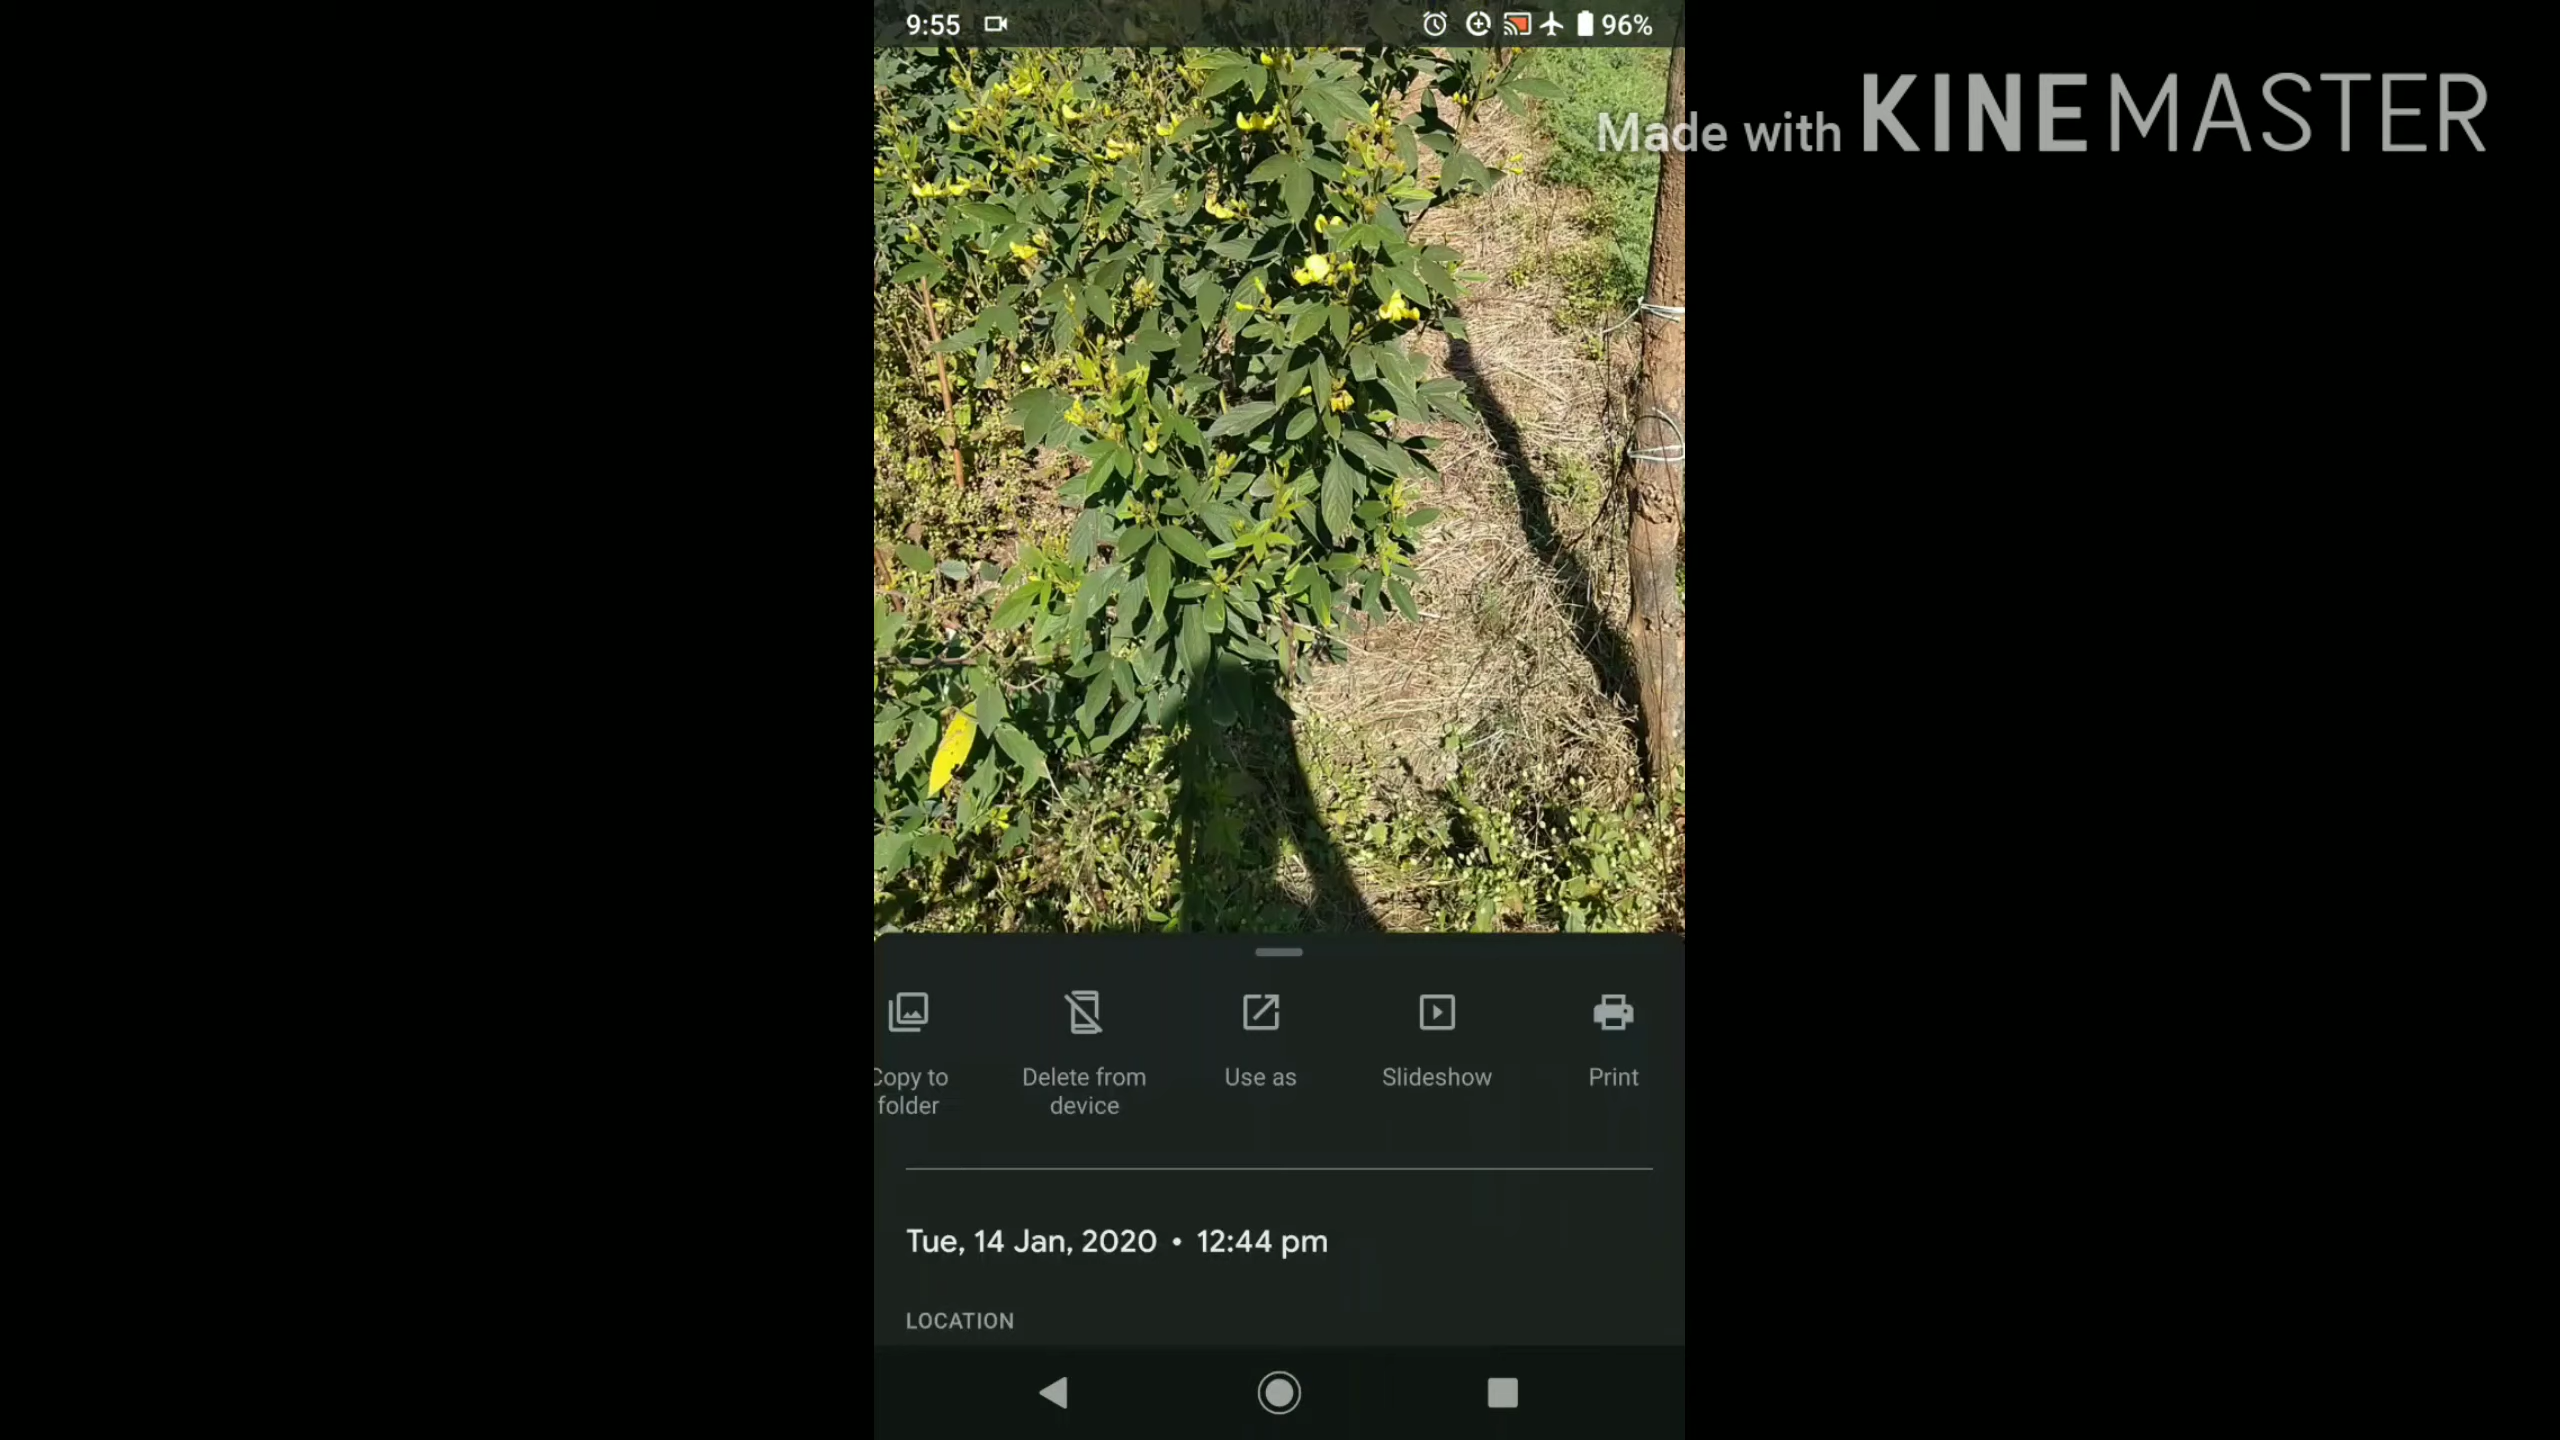 9:55
96%
Made with KINEMASTER
Copy to
folder
Delete from
device
Use as
Slideshow
Print
Tue, 14 Jan, 2020 • 12:44 pm
LOCATION